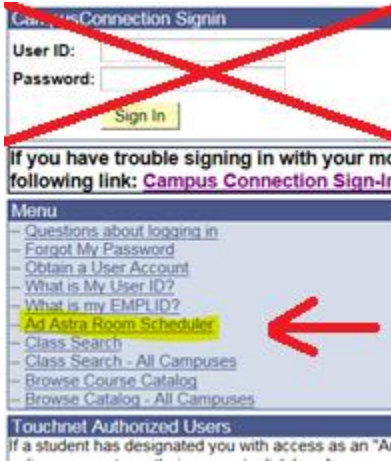 CampusConnection Signin
User ID:
Password:
Sign In
If you have trouble signing in with your mo
following link: Campus Connection Sign-In
Menu
– Questions about logging in
– Forgot My Password
– Obtain a User Account
– What is My User ID?
– What is my EMPLID?
– Ad Astra Room Scheduler
– Class Search
– Class Search - All Campuses
– Browse Course Catalog
– Browse Catalog - All Campuses
Touchnet Authorized Users
If a student has designated you with access as an "Au